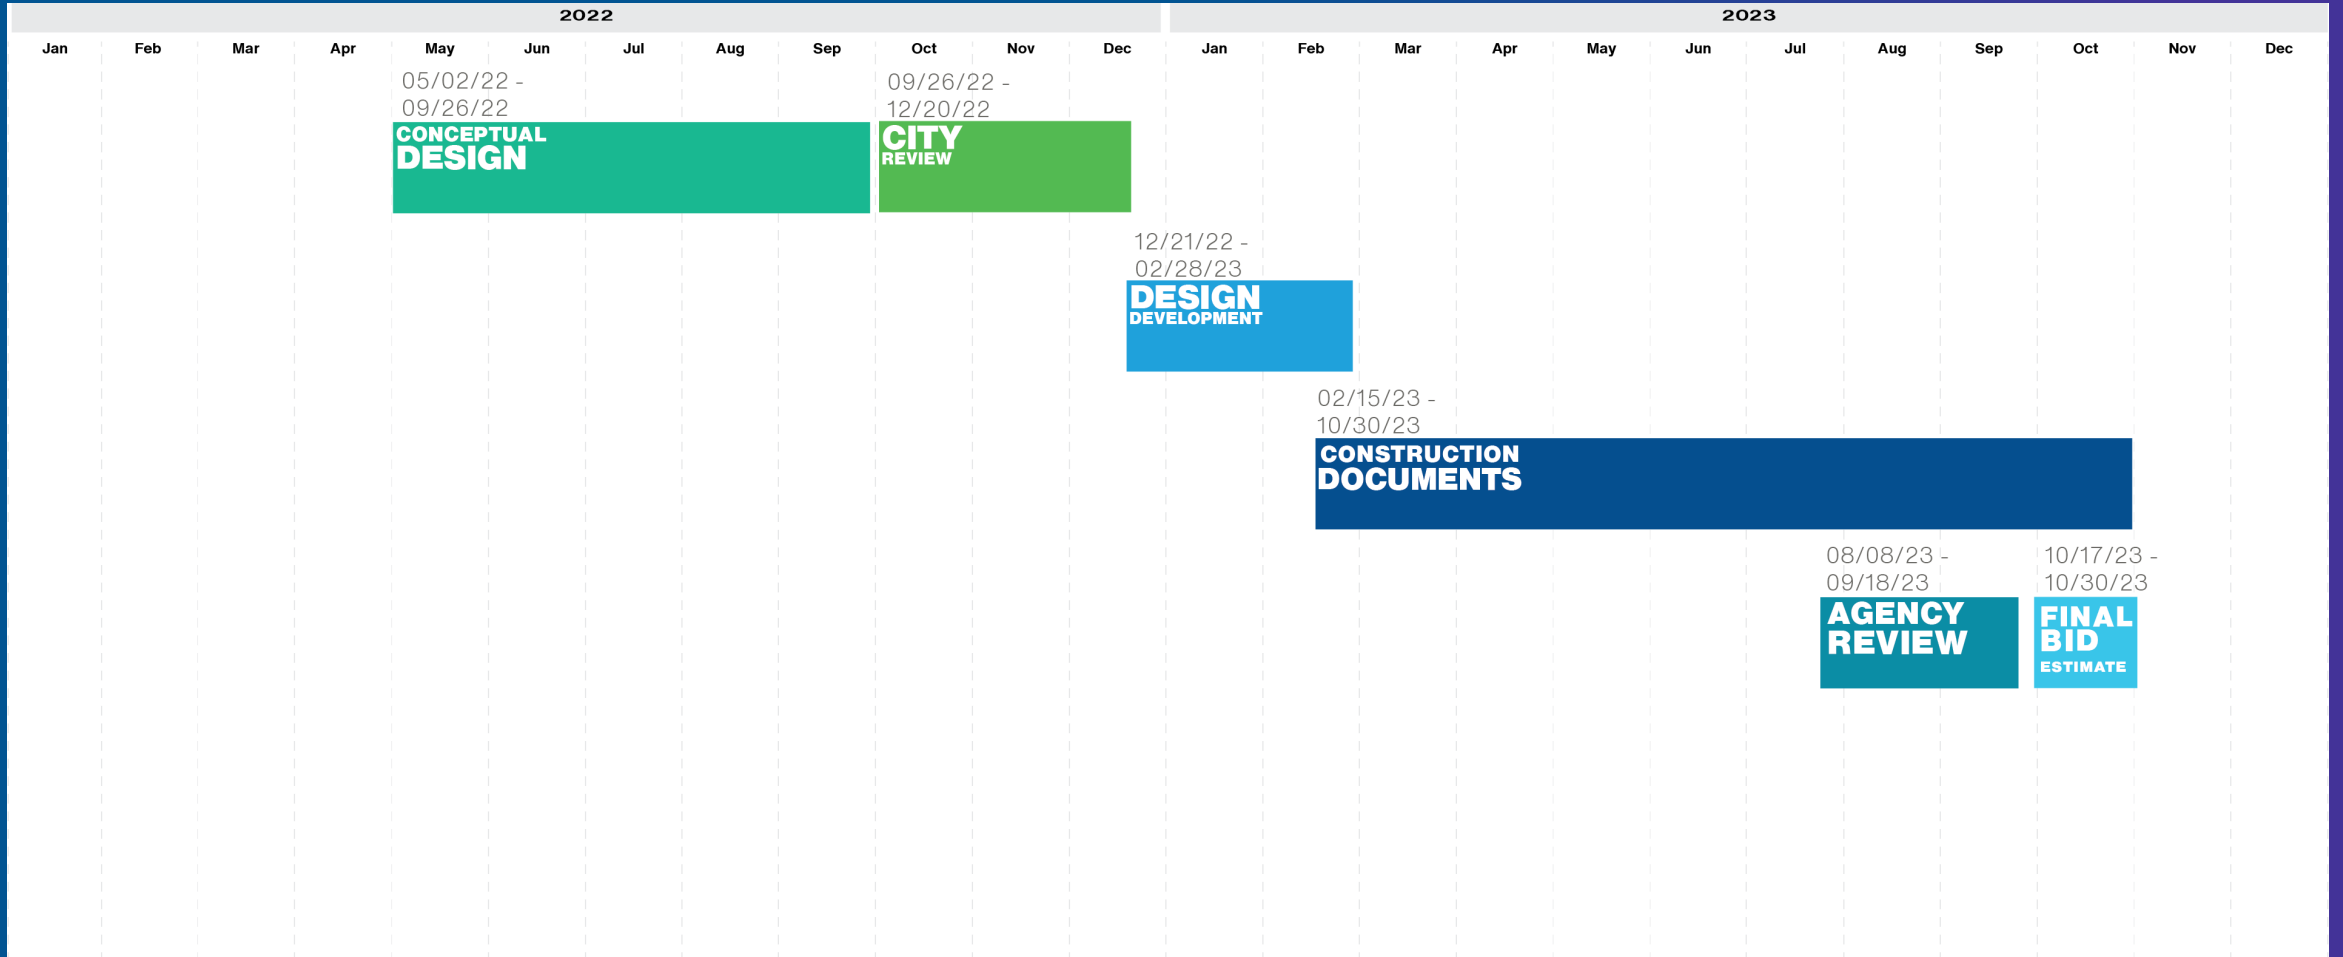 2022 2023
Jan Feb Mar Apr May Jun Jul Aug Sep Oct Nov Dec Jan Feb Mar Apr May Jun Jul Aug Sep Oct Nov Dec
05/02/22 -
09/26/22
CONCEPTUAL
DESIGN
09/26/22 -
12/20/22
CITY
REVIEW
12/21/22 -
02/28/23
DESIGN
DEVELOPMENT
02/15/23 -
10/30/23
CONSTRUCTION
DOCUMENTS
08/08/23 -
09/18/23
AGENCY
REVIEW
10/17/23 -
10/30/23
FINAL
BID
ESTIMATE